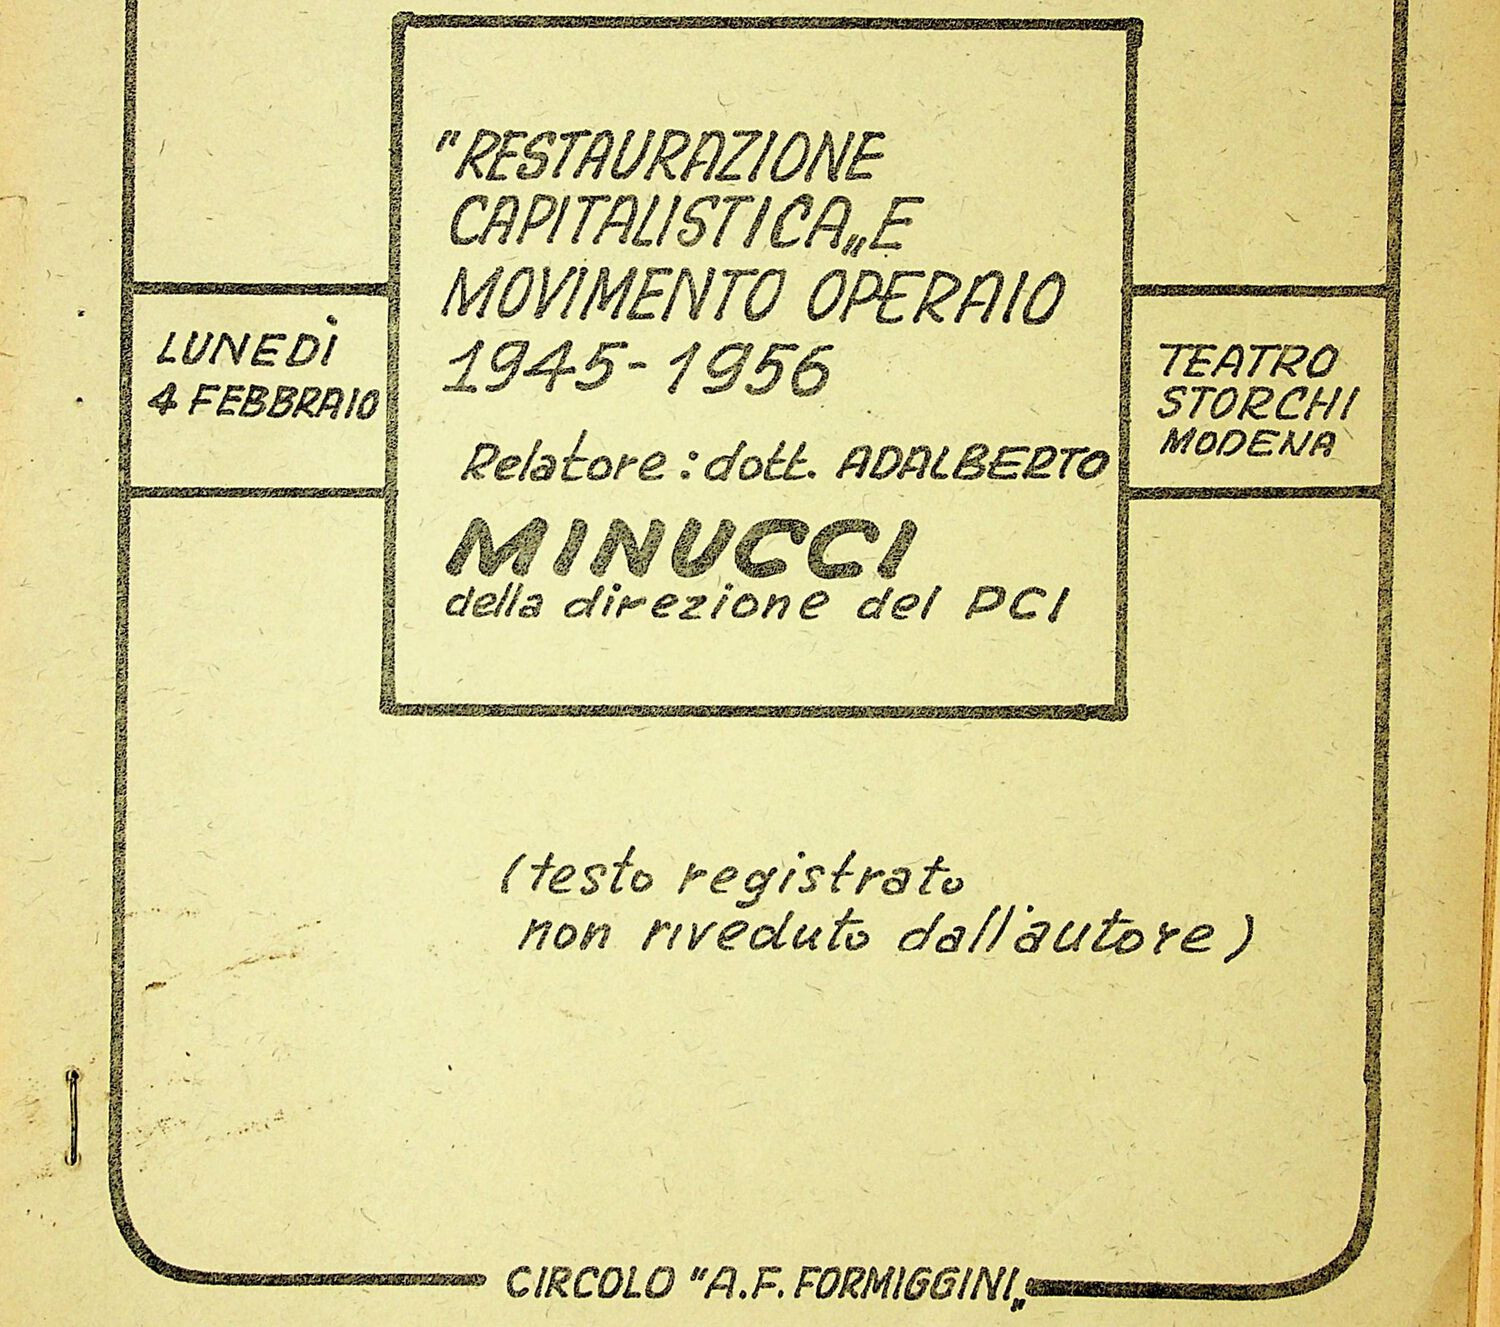 "RESTAURAZIONE
CAPITALISTICA„ E
MOVIMENTO OPERAIO
1945-1956
Relatore: dott. ADALBERTO
MINUCCI
della direzione del PCI
LUNEDÌ
4 FEBBRAIO
TEATRO
STORCHI
MODENA
(testo registrato
non riveduto dall'autore)
CIRCOLO "A.F. FORMIGGINI„